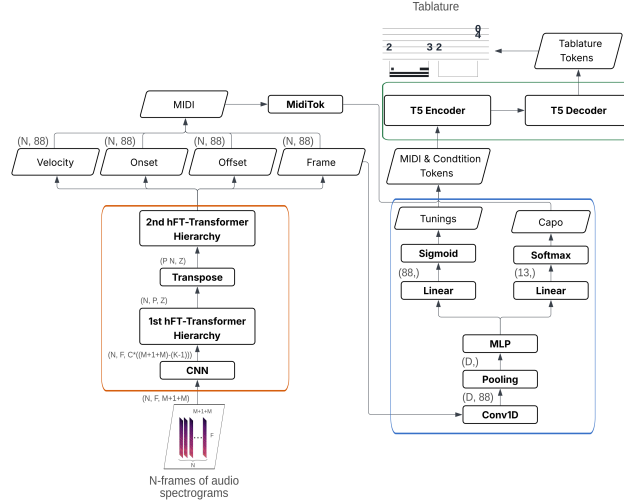 Tablature
0
4
2
3
2
Tablature
Tokens
MIDI
MidiTok
T5 Encoder
T5 Decoder
(N, 88)
(N, 88)
(N, 88)
(N, 88)
Velocity
Onset
Offset
Frame
MIDI & Condtition
Tokens
2nd hFT-Transformer
Hierarchy
(P N, Z)
Transpose
(N, P, Z)
1st hFT-Transformer
Hierarchy
(N, F, C*((M+1+M)-(K-1)))
CNN
(N, F, M+1+M)
M+1+M
F
...
N
N-frames of audio
spectrograms
Tunings
Capo
Sigmoid
Softmax
(88,)
(13,)
Linear
Linear
MLP
(D,)
Pooling
(D, 88)
Conv1D